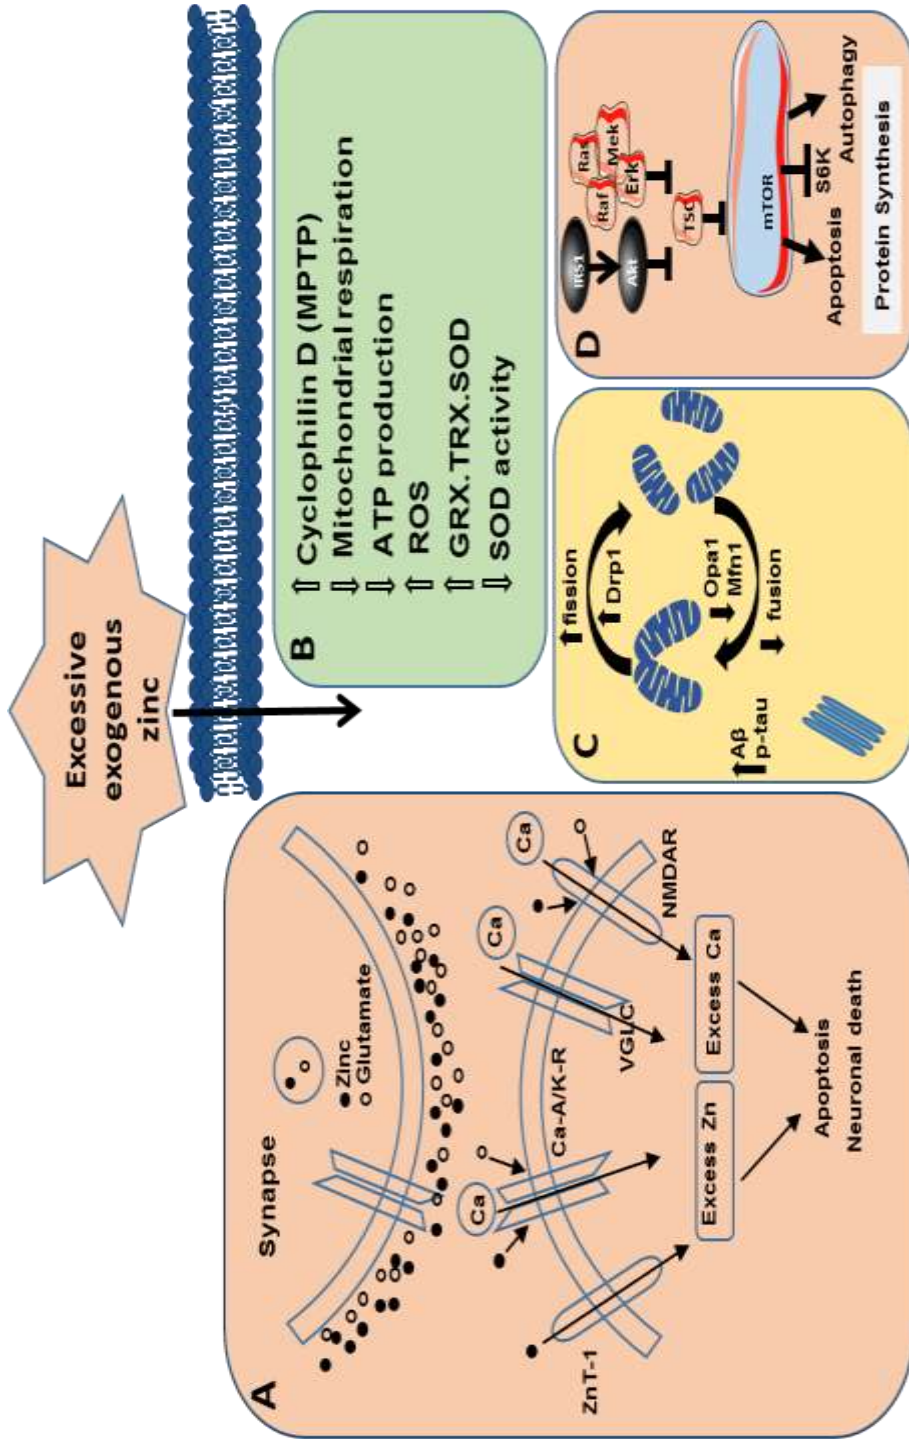 Excessive
exogenous
zinc
A
Synapse
Zinc
Glutamate
Ca
Ca
Ca
Ca-A/K-R
VGLC
NMDAR
ZnT-1
Excess Zn
Excess Ca
Apoptosis
Neuronal death
B
⇑ Cyclophilin D (MPTP)
⇓ Mitochondrial respiration
⇓ ATP production
⇑ ROS
⇑ GRX. TRX.SOD
⇓ SOD activity
C
fission
Drp1
Opa1
Mfn1
fusion
Aβ
p-tau
D
IRS1
Akt
Ras
Raf
Mek
Erk
TSC
mTOR
Apoptosis
S6K
Autophagy
Protein Synthesis